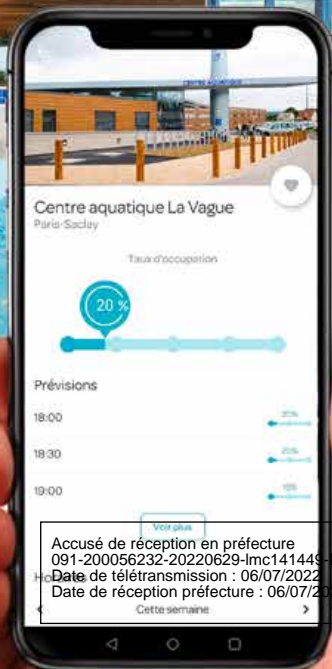 CENTRE AQUATIQUE
Centre aquatique La Vague
Paris-Saclay
Taux d'occupation
20 %
Prévisions
18:00
20%
18:30
20%
19:00
Voir plus
Accusé de réception en préfecture
091-200056232-20220629-lmc141449-
Date de télétransmission : 06/07/2022
Date de réception préfecture : 06/07/20
Cette semaine